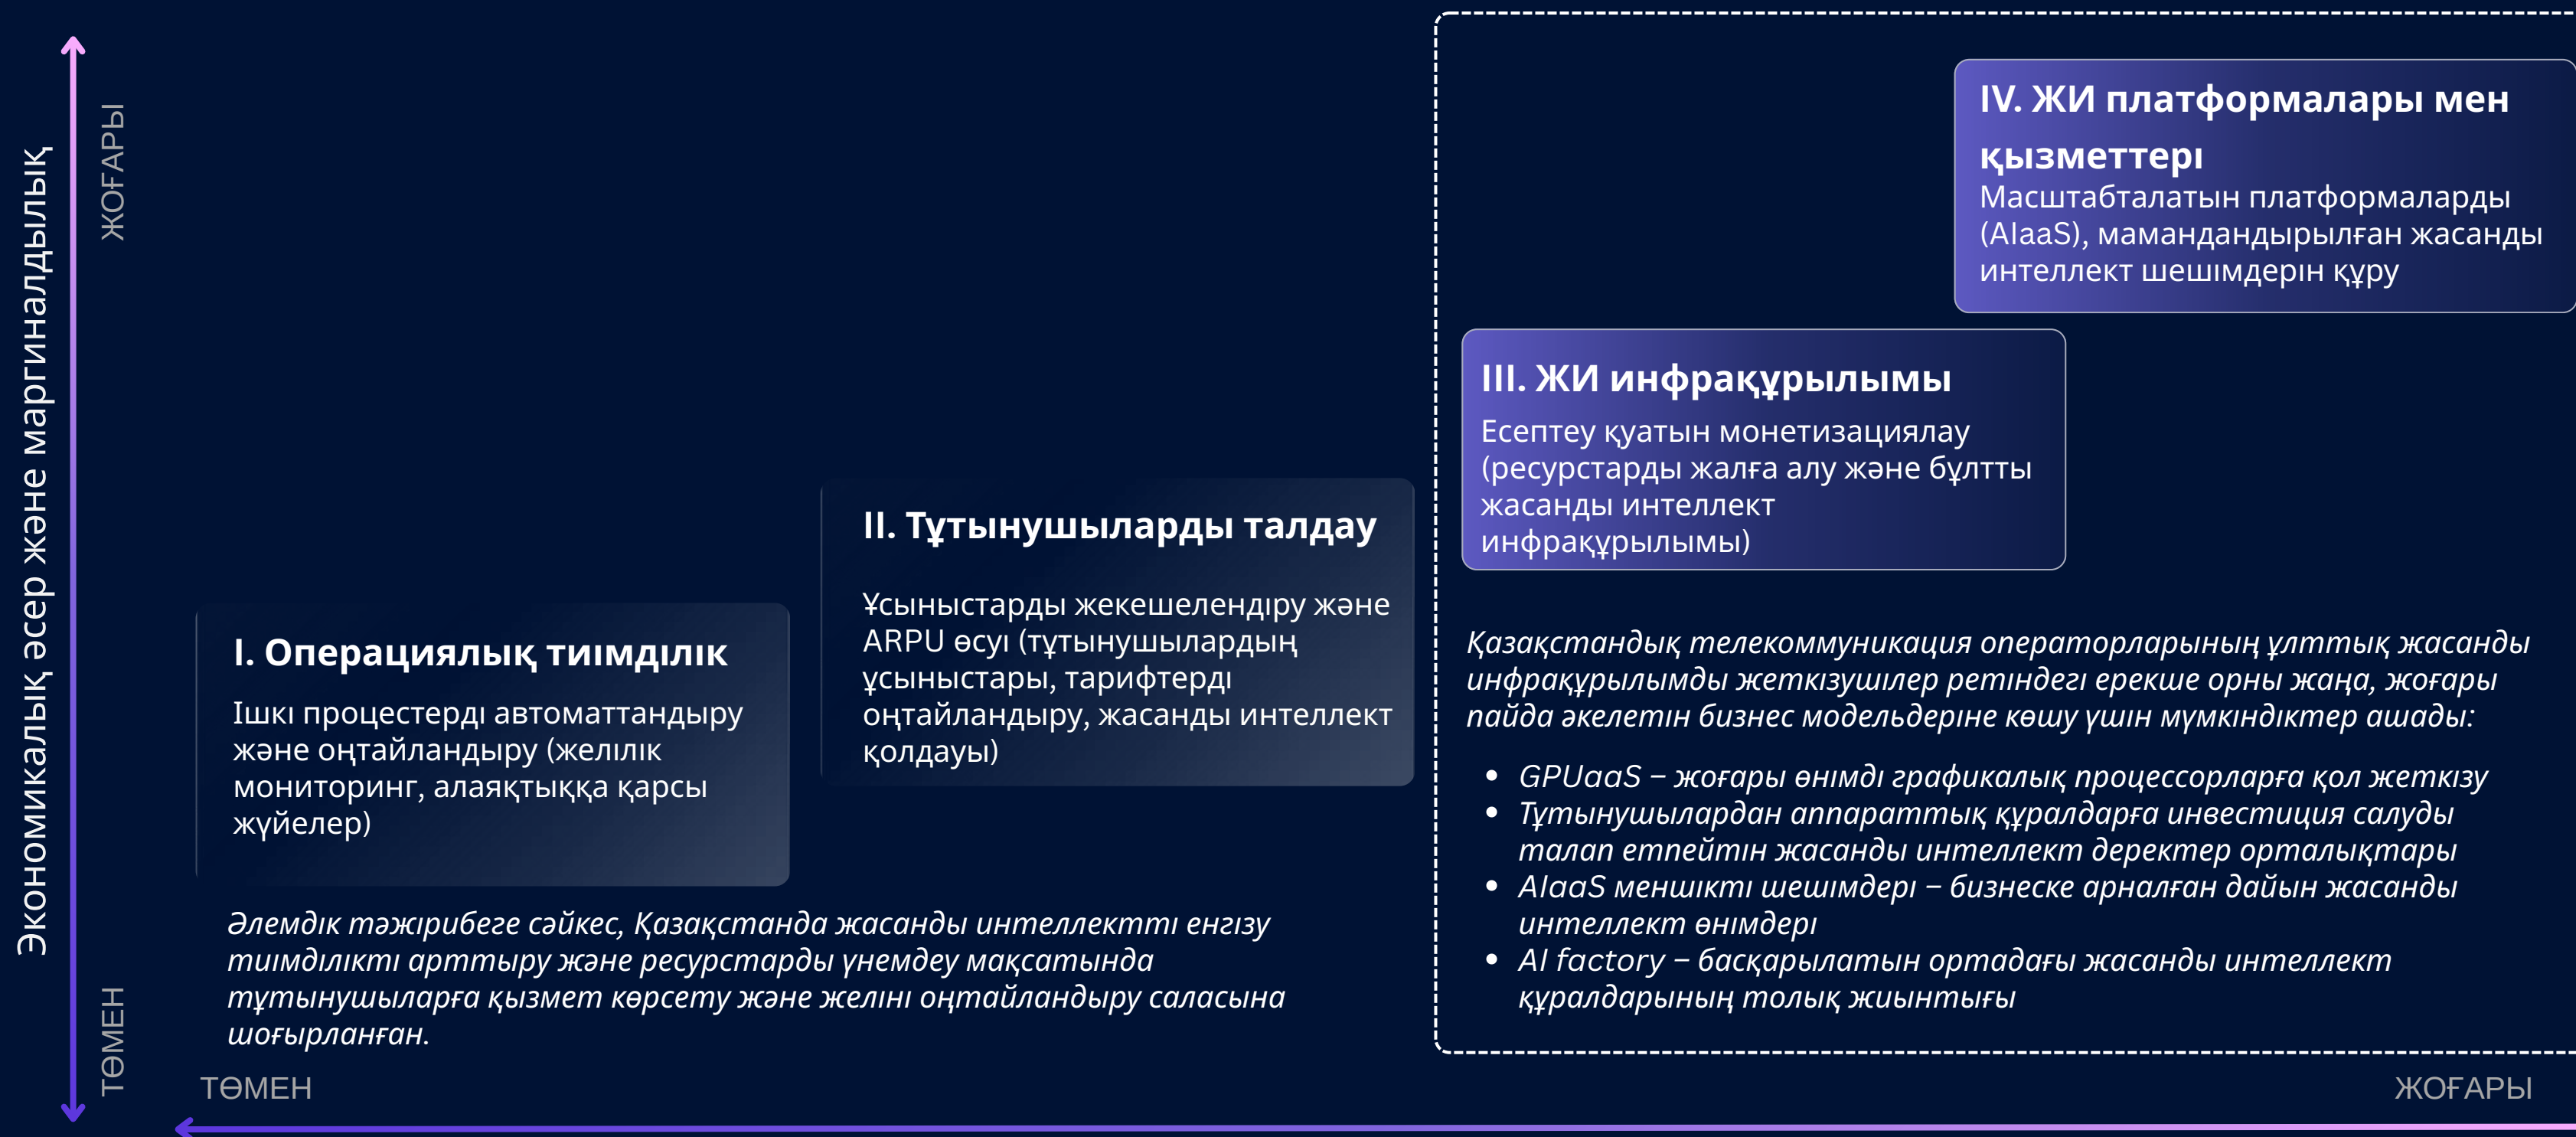 Экономикалық әсер және маргиналдылық
ЖОҒАРЫ
ТӨМЕН
I. Операциялық тиімділік
Ішкі процестерді автоматтандыру
және оңтайландыру (желілік
мониторинг, алаяқтыққа қарсы
жүйелер)
II. Тұтынушыларды талдау
Ұсыныстарды жекешелендіру және
ARPU өсуі (тұтынушылардың
ұсыныстары, тарифтерді
оңтайландыру, жасанды интеллект
қолдауы)
Әлемдік тәжірибеге сәйкес, Қазақстанда жасанды интеллектті енгізу
тиімділікті арттыру және ресурстарды үнемдеу мақсатында
тұтынушыларға қызмет көрсету және желіні оңтайландыру саласына
шоғырланған.
IV. ЖИ платформалары мен
қызметтері
Масштабталатын платформаларды
(AIaaS), мамандандырылған жасанды
интеллект шешімдерін құру
III. ЖИ инфрақұрылымы
Есептеу қуатын монетизациялау
(ресурстарды жалға алу және бұлтты
жасанды интеллект
инфрақұрылымы)
Қазақстандық телекоммуникация операторларының ұлттық жасанды
инфрақұрылымды жеткізушілер ретіндегі ерекше орны жаңа, жоғары
пайда әкелетін бизнес модельдеріне көшу үшін мүмкіндіктер ашады:
• GPUaaS – жоғары өнімді графикалық процессорларға қол жеткізу
• Тұтынушылардан аппараттық құралдарға инвестиция салуды
талап етпейтін жасанды интеллект деректер орталықтары
• AIaaS меншікті шешімдері – бизнеске арналған дайын жасанды
интеллект өнімдері
• AI factory – басқарылатын ортадағы жасанды интеллект
құралдарының толық жиынтығы
ТӨМЕН
ЖОҒАРЫ